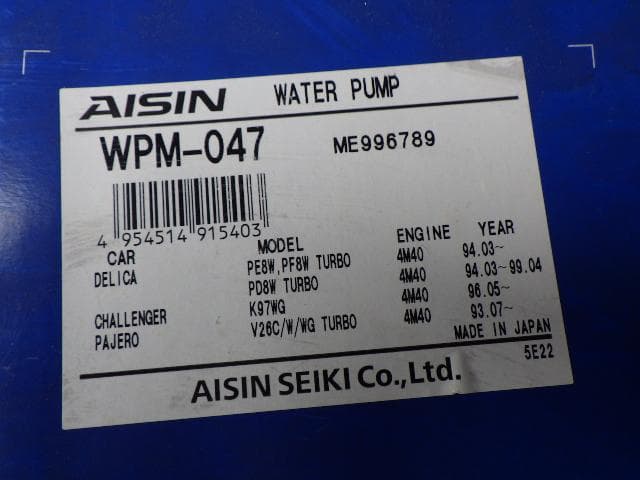 AISIN WATER PUMP
WPM-047 ME996789
4 954514 915403
CAR MODEL ENGINE YEAR
DELICA PE8W,PF8W TURBO 4M40 94.03~
PD8W TURBO 4M40 94.03~99.04
CHALLENGER K97WG 4M40 96.05~
PAJERO V26C/W/WG TURBO 4M40 93.07~
MADE IN JAPAN
5E22
AISIN SEIKI Co.,Ltd.